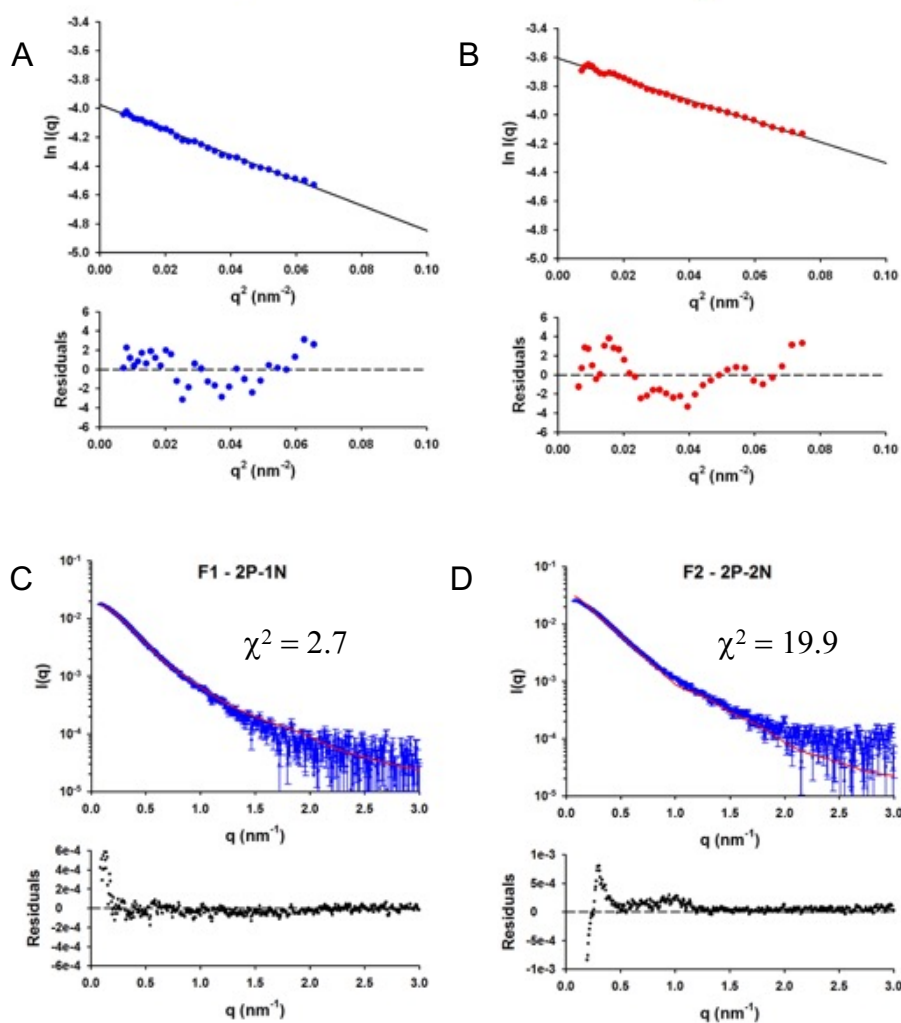 A
-3.4
-3.6
-3.8
-4.0
-4.2
-4.4
-4.6
-4.8
-5.0
ln I(q)
0.00 0.02 0.04 0.06 0.08 0.10
q² (nm⁻²)
6
4
2
0
-2
-4
-6
Residuals
0.00 0.02 0.04 0.06 0.08 0.10
q² (nm⁻²)
B
-3.4
-3.6
-3.8
-4.0
-4.2
-4.4
-4.6
-4.8
-5.0
ln I(q)
0.00 0.02 0.04 0.06 0.08 0.10
q² (nm⁻²)
6
4
2
0
-2
-4
-6
Residuals
0.00 0.02 0.04 0.06 0.08 0.10
q² (nm⁻²)
C
F1 - 2P-1N
χ² = 2.7
10⁻¹
10⁻²
10⁻³
10⁻⁴
10⁻⁵
I(q)
0.0 0.5 1.0 1.5 2.0 2.5 3.0
q (nm⁻¹)
6e-4
4e-4
2e-4
0
-2e-4
-4e-4
-6e-4
Residuals
0.0 0.5 1.0 1.5 2.0 2.5 3.0
q (nm⁻¹)
D
F2 - 2P-2N
χ² = 19.9
10⁻¹
10⁻²
10⁻³
10⁻⁴
10⁻⁵
I(q)
0.0 0.5 1.0 1.5 2.0 2.5 3.0
q (nm⁻¹)
1e-3
5e-4
0
-5e-4
-1e-3
Residuals
0.0 0.5 1.0 1.5 2.0 2.5 3.0
q (nm⁻¹)